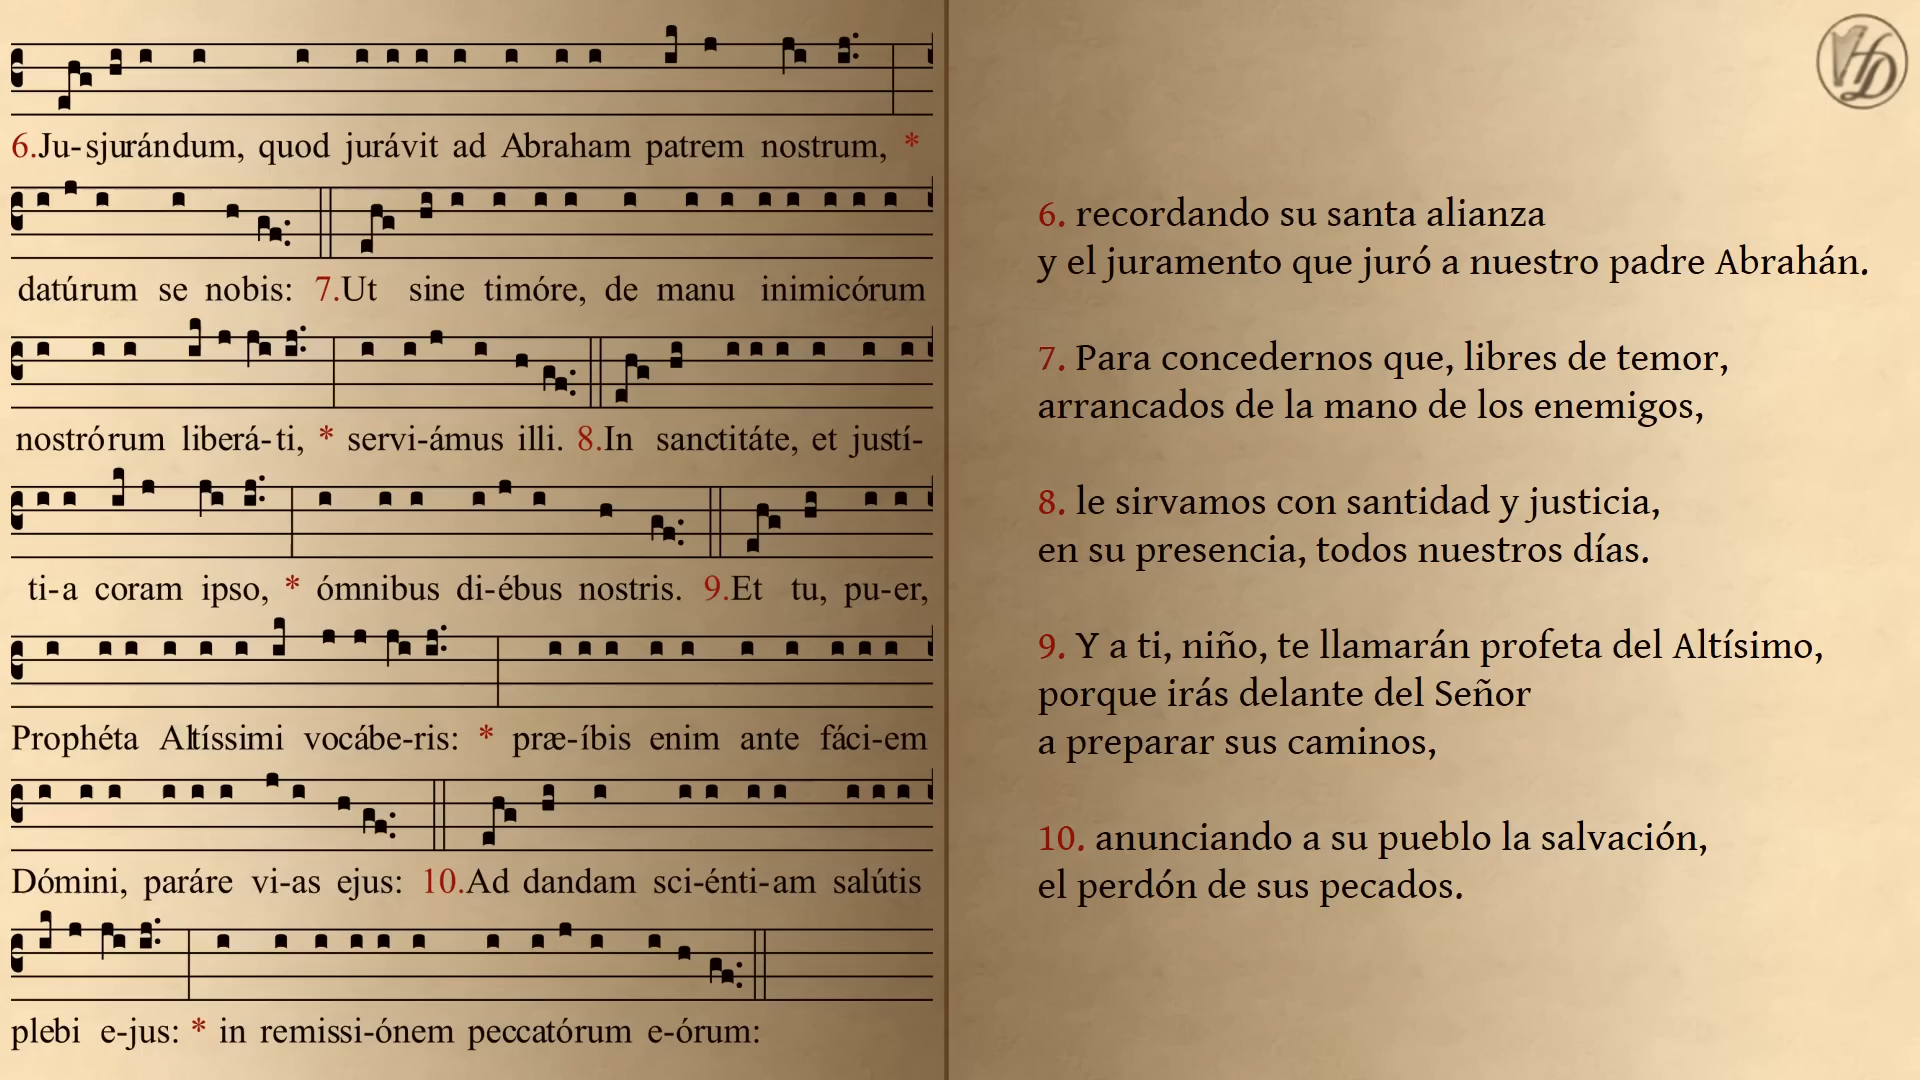 6.Ju-sjurándum, quod jurávit ad Abraham patrem nostrum, *
datúrum se nobis: 7.Ut sine timóre, de manu inimicórum
nostrórum liberá-ti, * servi-ámus illi. 8.In sanctitáte, et justí-
ti-a coram ipso, * ómnibus di-ébus nostris. 9.Et tu, pu-er,
Prophéta Altíssimi vocábe-ris: * præ-íbis enim ante fáci-em
Dómini, paráre vi-as ejus: 10.Ad dandam sci-énti-am salútis
plebi e-jus: * in remissi-ónem peccatórum e-órum:
HD
6. recordando su santa alianza
y el juramento que juró a nuestro padre Abrahán.
7. Para concedernos que, libres de temor,
arrancados de la mano de los enemigos,
8. le sirvamos con santidad y justicia,
en su presencia, todos nuestros días.
9. Y a ti, niño, te llamarán profeta del Altísimo,
porque irás delante del Señor
a preparar sus caminos,
10. anunciando a su pueblo la salvación,
el perdón de sus pecados.